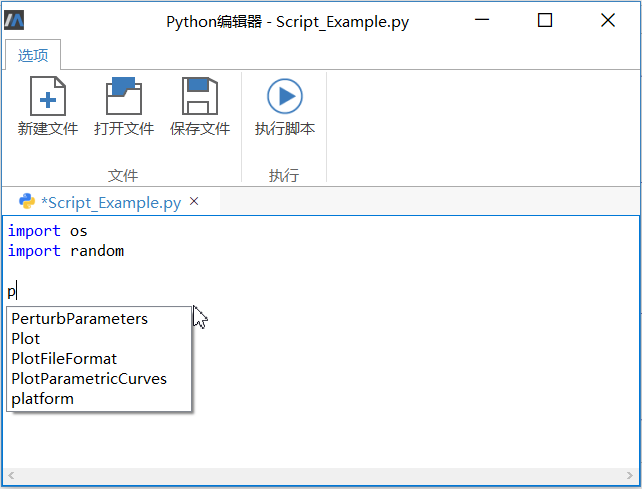 Python编辑器 - Script_Example.py
选项
新建文件 打开文件 保存文件 执行脚本
文件 执行
*Script_Example.py
import os
import random
p
PerturbParameters
Plot
PlotFileFormat
PlotParametricCurves
platform